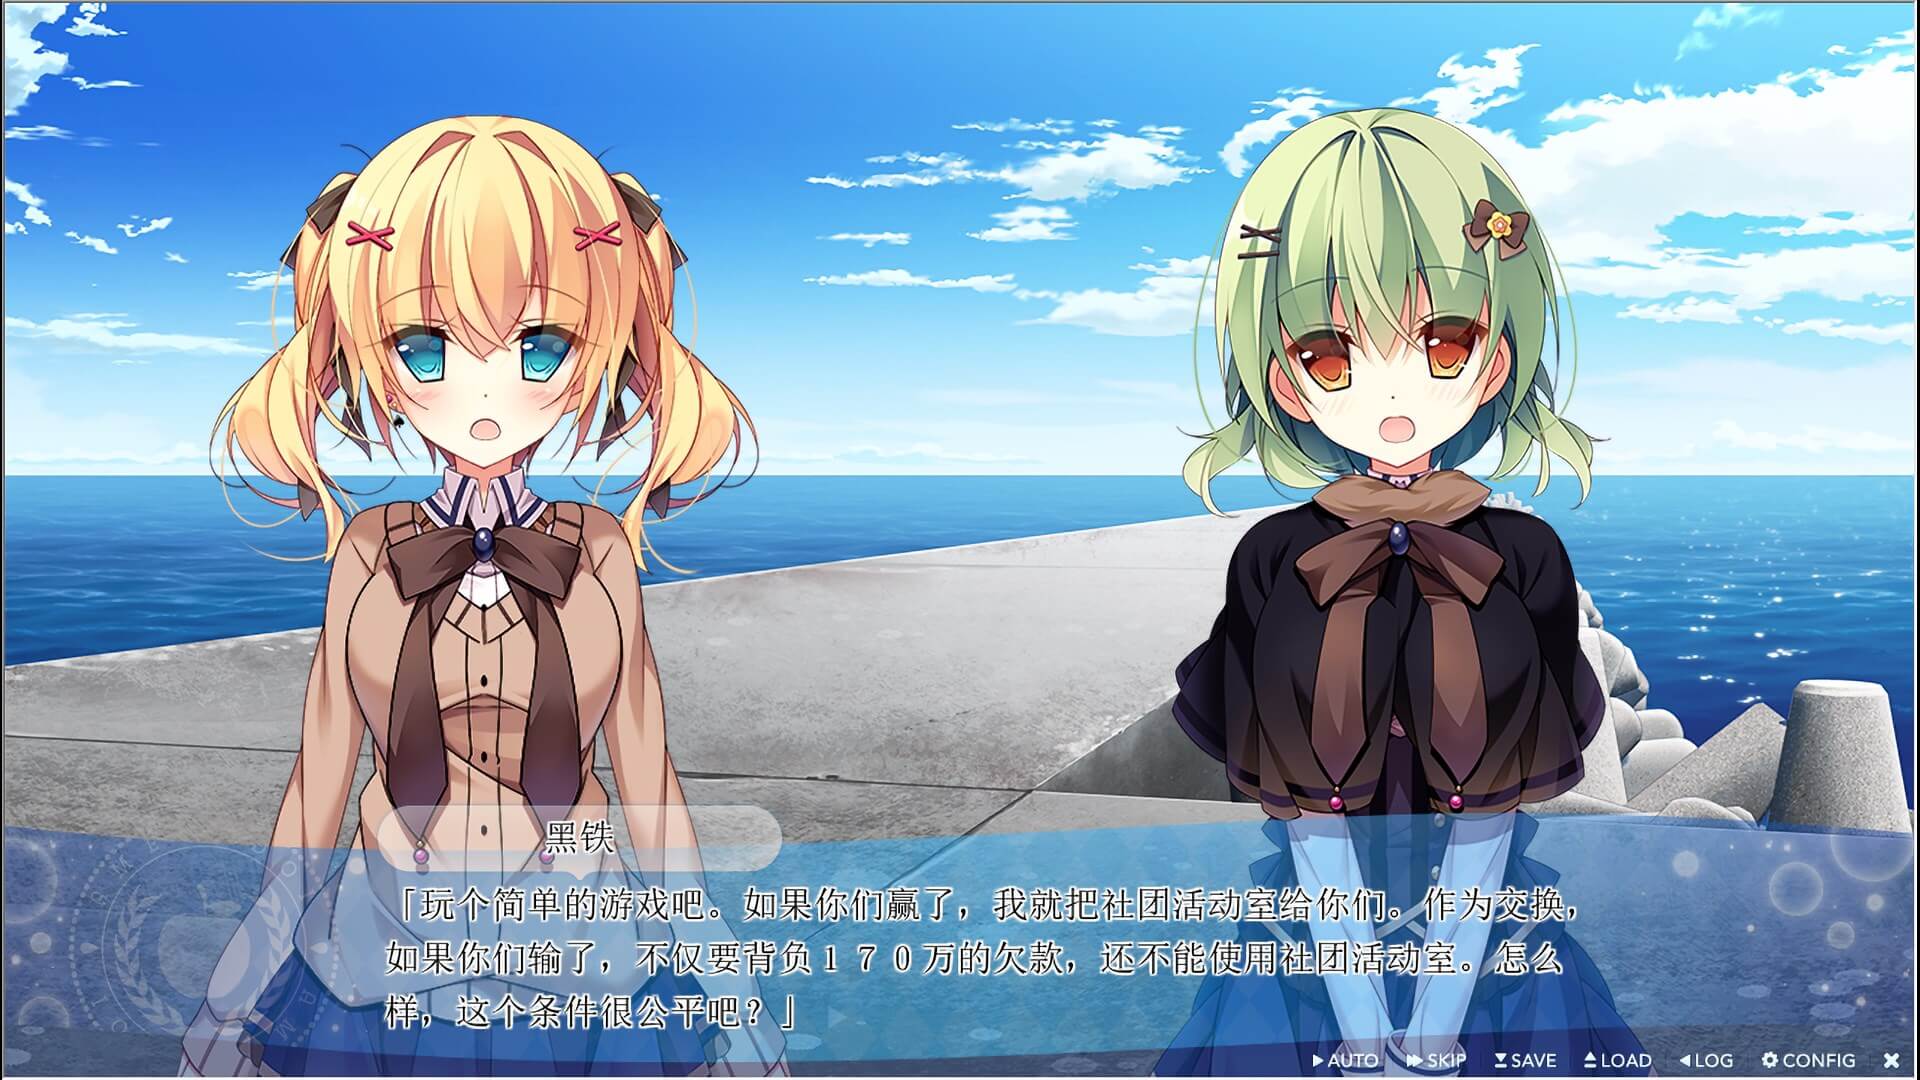 黑铁
「玩个简单的游戏吧。如果你们赢了，我就把社团活动室给你们。作为交换，
如果你们输了，不仅要背负１７０万的欠款，还不能使用社团活动室。怎么
样，这个条件很公平吧？」
AUTO SKIP SAVE LOAD LOG CONFIG